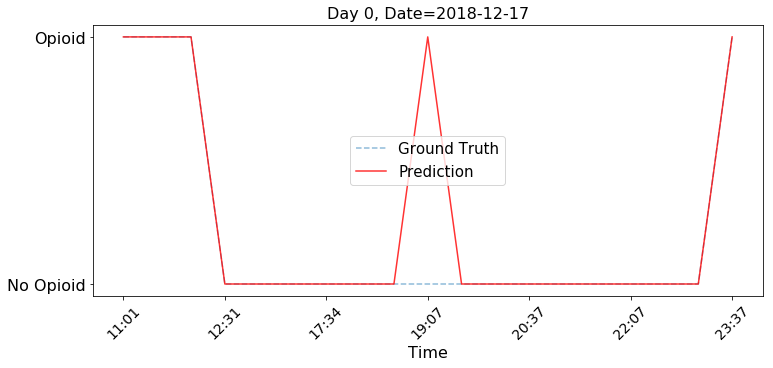 Day 0, Date=2018-12-17
Opioid
Ground Truth
Prediction
No Opioid
11:01 12:31 17:34 19:07 20:37 22:07 23:37
Time